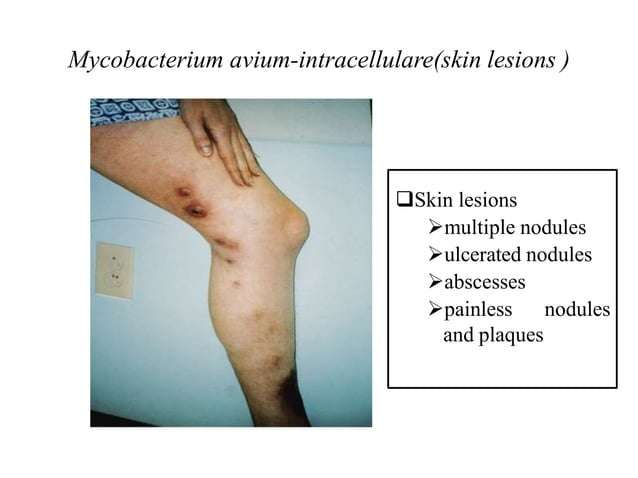 Mycobacterium avium-intracellulare(skin lesions )
❑Skin lesions
➢multiple nodules
➢ulcerated nodules
➢abscesses
➢painless nodules
and plaques